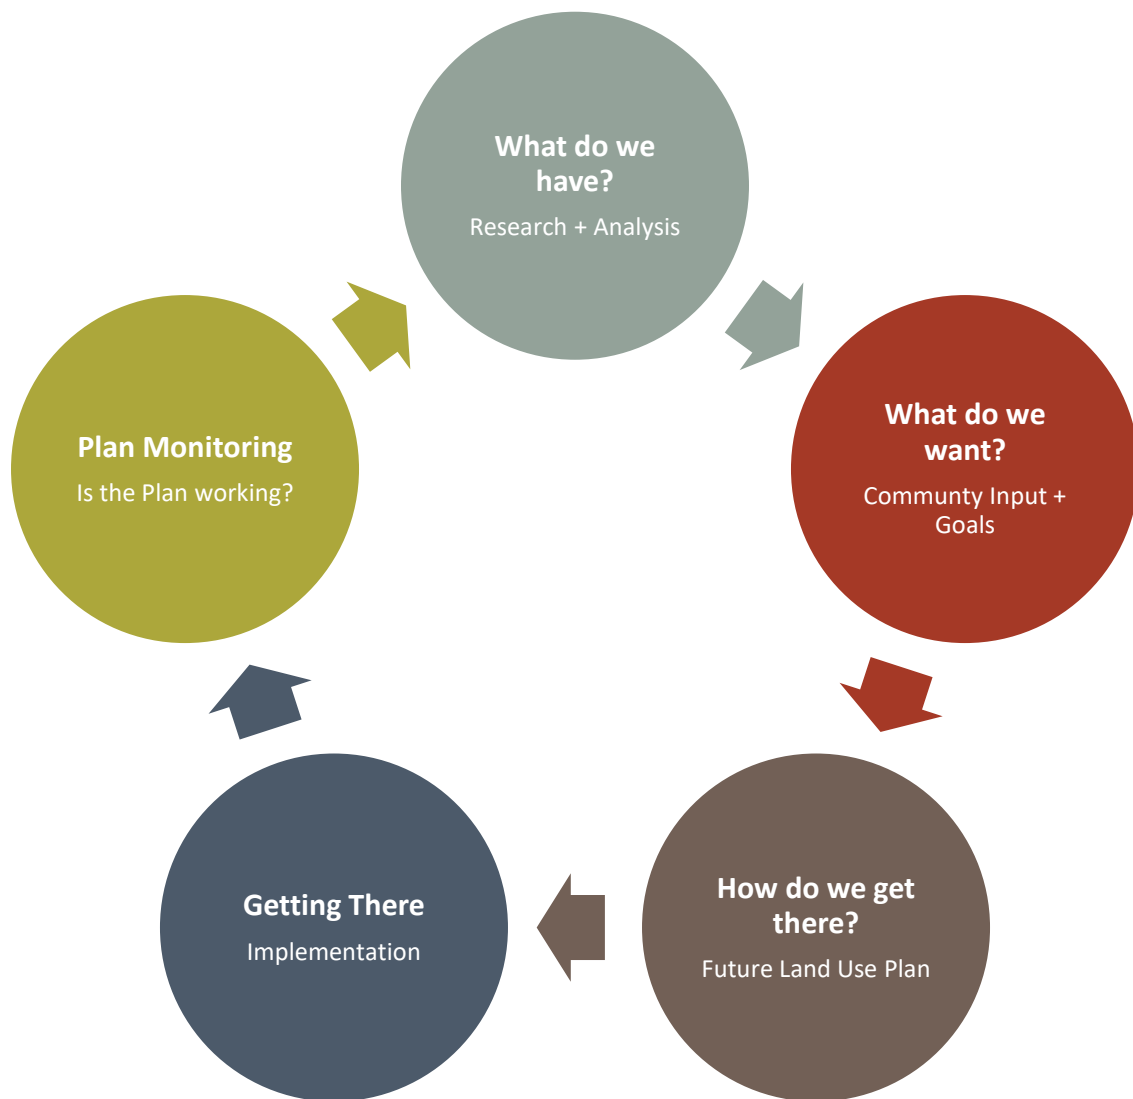 What do we
have?
Research + Analysis
What do we
want?
Communty Input +
Goals
How do we get
there?
Future Land Use Plan
Getting There
Implementation
Plan Monitoring
Is the Plan working?